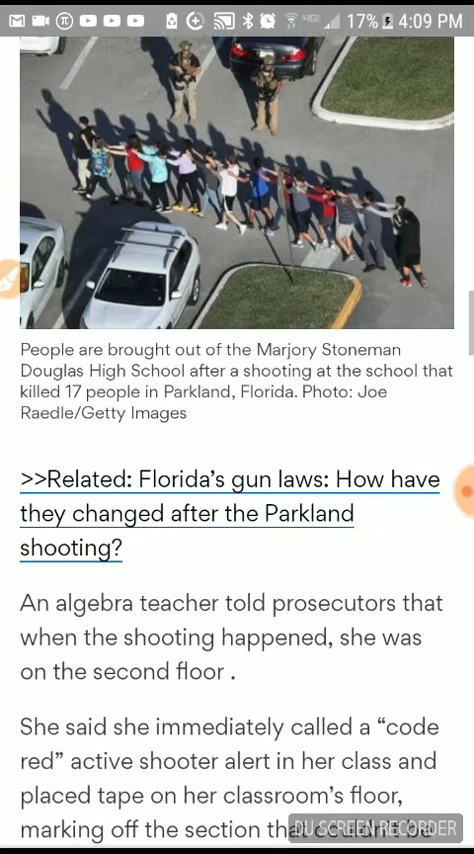 4G
17% 4:09 PM
People are brought out of the Marjory Stoneman
Douglas High School after a shooting at the school that
killed 17 people in Parkland, Florida. Photo: Joe
Raedle/Getty Images
>>Related: Florida's gun laws: How have
they changed after the Parkland
shooting?
An algebra teacher told prosecutors that
when the shooting happened, she was
on the second floor .
She said she immediately called a “code
red” active shooter alert in her class and
placed tape on her classroom's floor,
marking off the section that couldn't be
DU SCREEN RECORDER